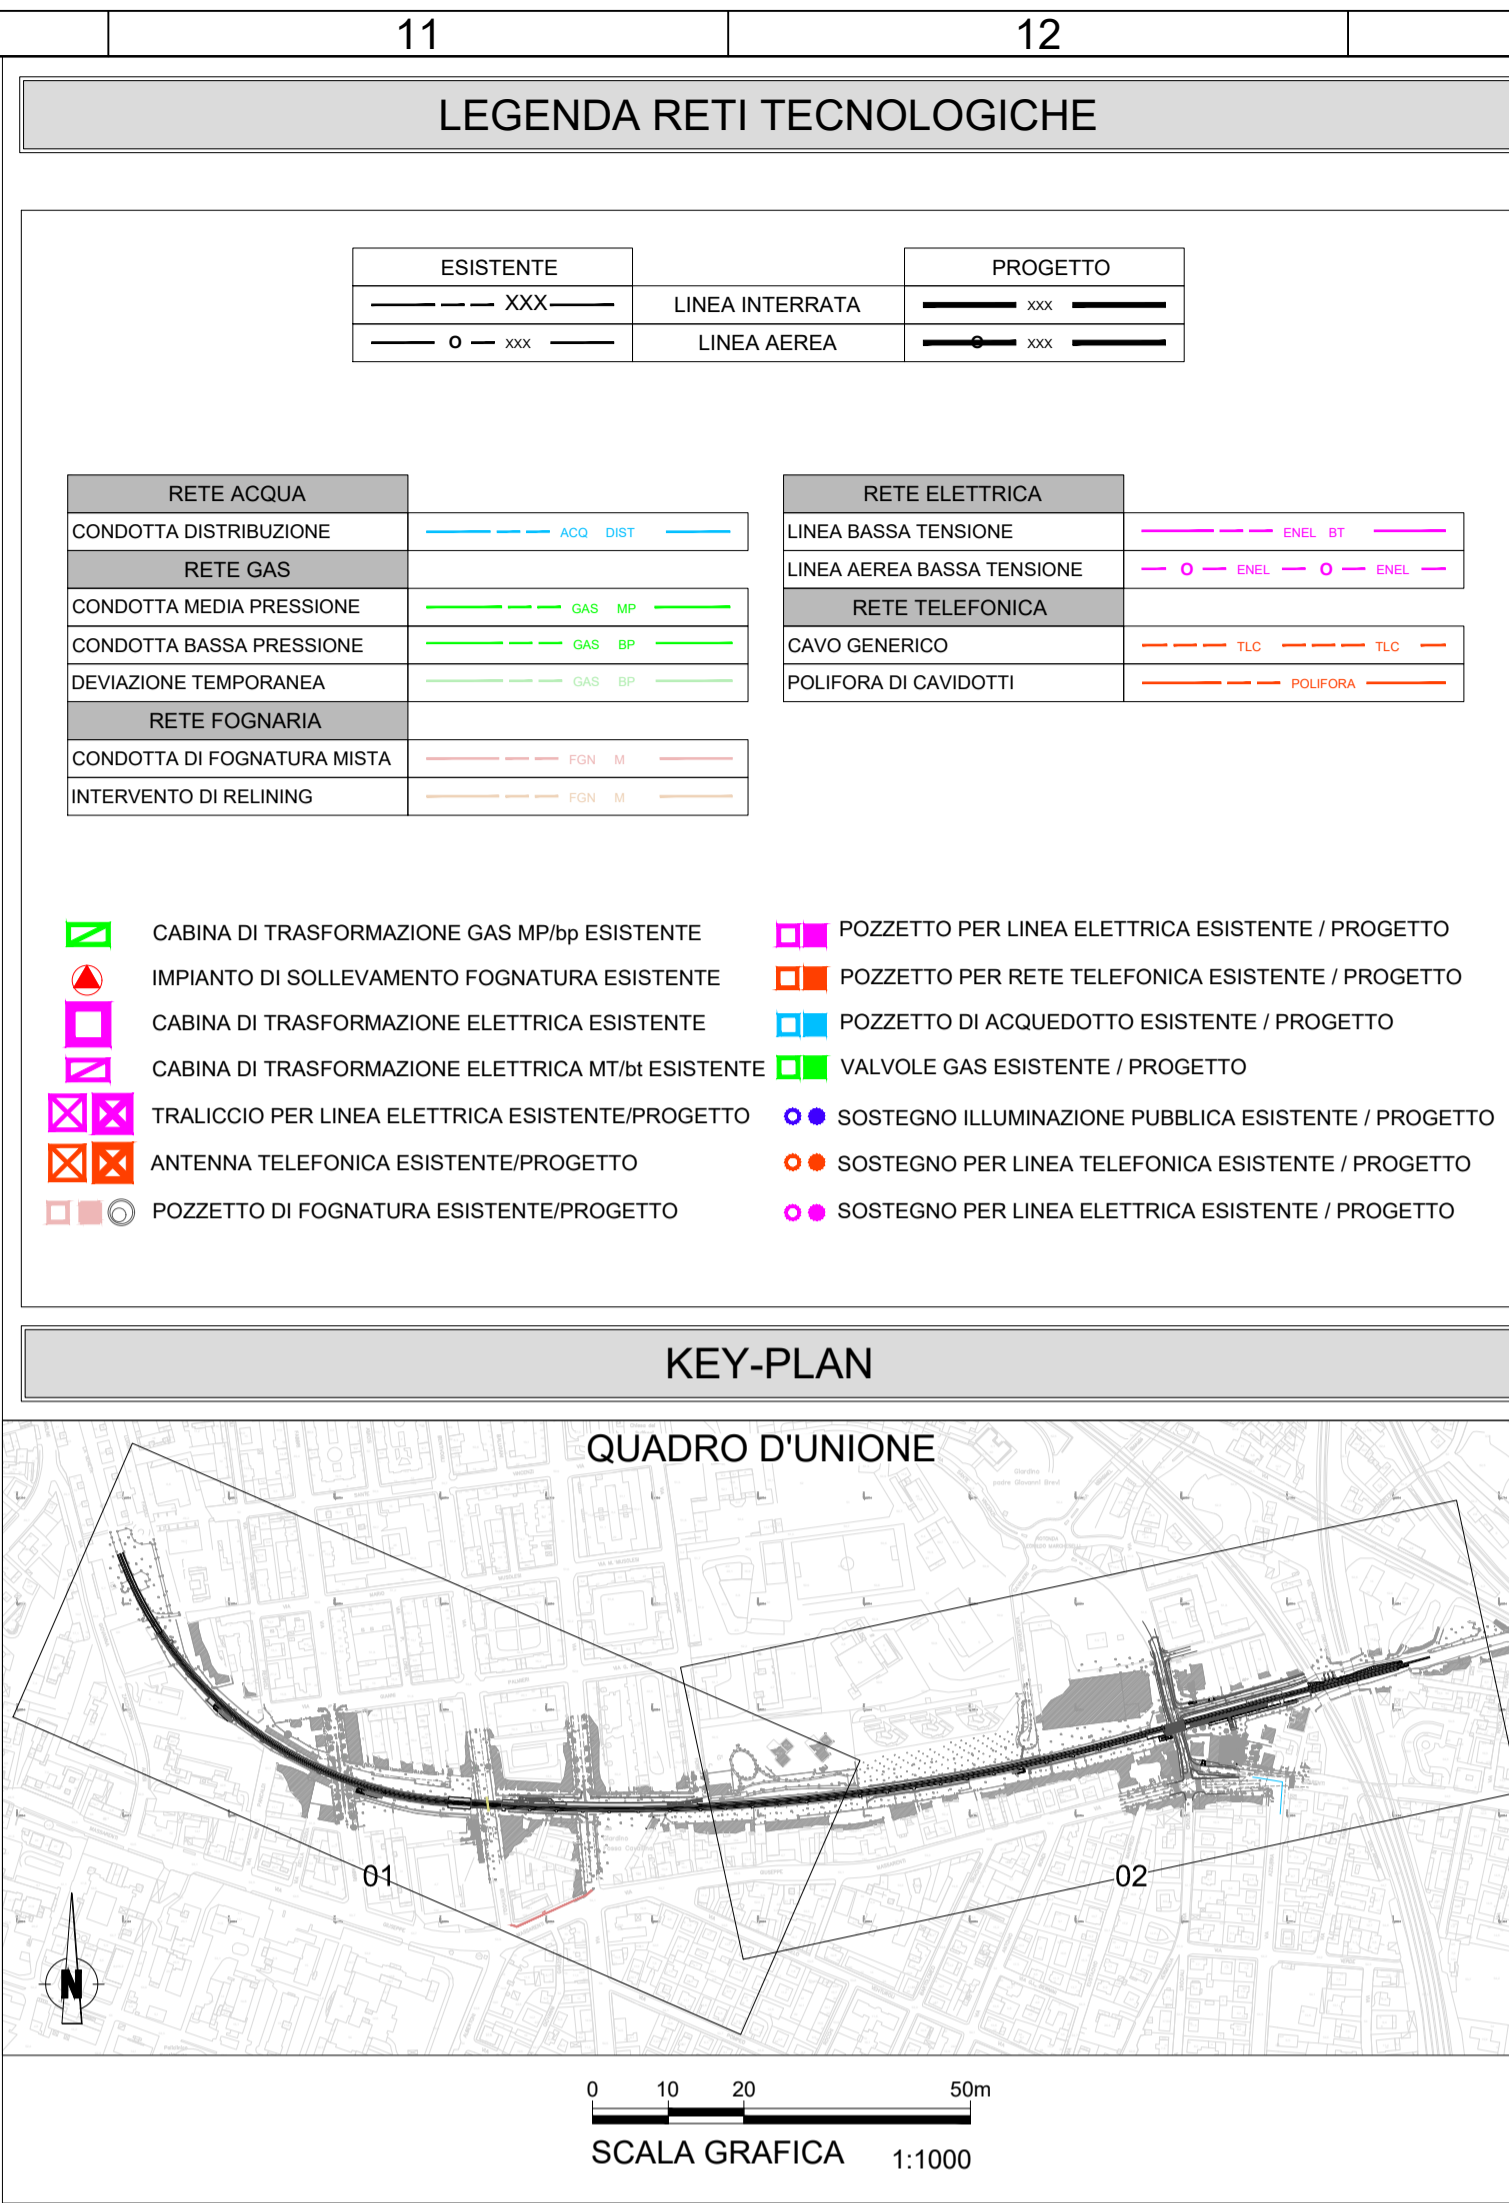 11
12
LEGENDA RETI TECNOLOGICHE
ESISTENTE
PROGETTO
XXX
LINEA INTERRATA
XXX
O
XXX
LINEA AEREA
O
XXX
RETE ACQUA
CONDOTTA DISTRIBUZIONE
ACQ DIST
RETE GAS
CONDOTTA MEDIA PRESSIONE
GAS MP
CONDOTTA BASSA PRESSIONE
GAS BP
DEVIAZIONE TEMPORANEA
GAS BP
RETE FOGNARIA
CONDOTTA DI FOGNATURA MISTA
FGN M
INTERVENTO DI RELINING
FGN M
RETE ELETTRICA
LINEA BASSA TENSIONE
ENEL BT
LINEA AEREA BASSA TENSIONE
O ENEL O ENEL
RETE TELEFONICA
CAVO GENERICO
TLC TLC
POLIFORA DI CAVIDOTTI
POLIFORA
CABINA DI TRASFORMAZIONE GAS MP/bp ESISTENTE
IMPIANTO DI SOLLEVAMENTO FOGNATURA ESISTENTE
CABINA DI TRASFORMAZIONE ELETTRICA ESISTENTE
CABINA DI TRASFORMAZIONE ELETTRICA MT/bt ESISTENTE
TRALICCIO PER LINEA ELETTRICA ESISTENTE/PROGETTO
ANTENNA TELEFONICA ESISTENTE/PROGETTO
POZZETTO DI FOGNATURA ESISTENTE/PROGETTO
POZZETTO PER LINEA ELETTRICA ESISTENTE / PROGETTO
POZZETTO PER RETE TELEFONICA ESISTENTE / PROGETTO
POZZETTO DI ACQUEDOTTO ESISTENTE / PROGETTO
VALVOLE GAS ESISTENTE / PROGETTO
SOSTEGNO ILLUMINAZIONE PUBBLICA ESISTENTE / PROGETTO
SOSTEGNO PER LINEA TELEFONICA ESISTENTE / PROGETTO
SOSTEGNO PER LINEA ELETTRICA ESISTENTE / PROGETTO
KEY-PLAN
QUADRO D'UNIONE
Giardino
padre Giovanni Brevi
01
02
N
0 10 20 50m
SCALA GRAFICA 1:1000